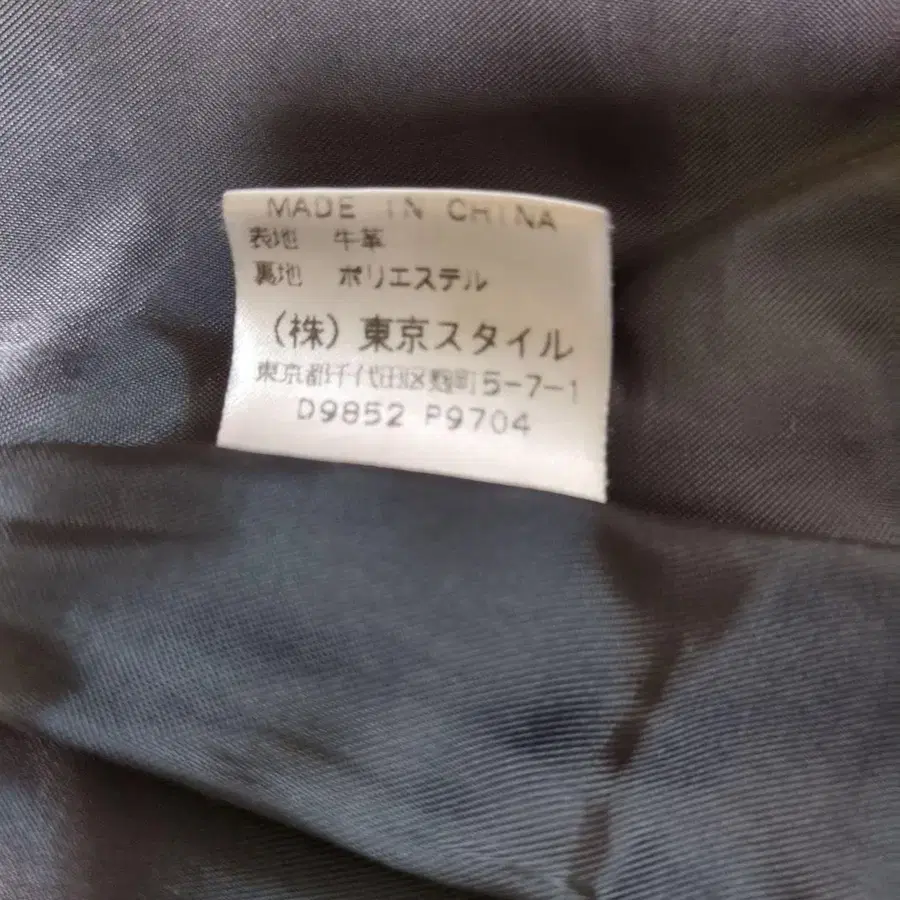 MADE IN CHINA
表地 牛革
裏地 ポリエステル
(株)東京スタイル
東京都千代田区麹町5-7-1
D9852 P9704